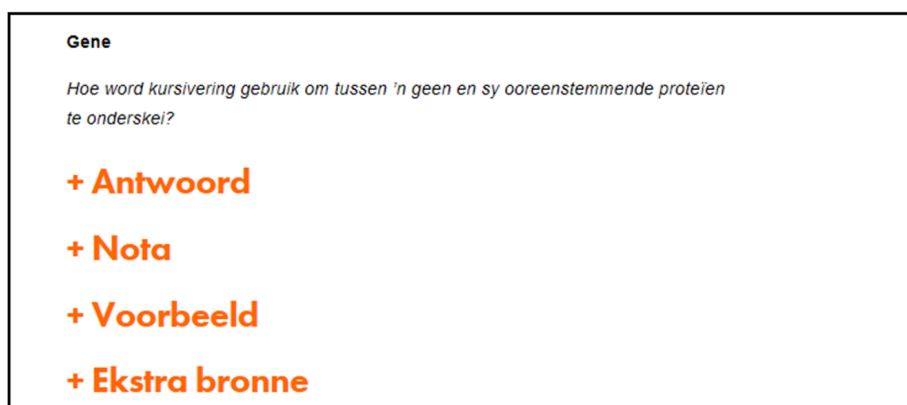 Gene
Hoe word kursivering gebruik om tussen ’n geen en sy ooreenstemmende proteïen
te onderskei?
+ Antwoord
+ Nota
+ Voorbeeld
+ Ekstra bronne